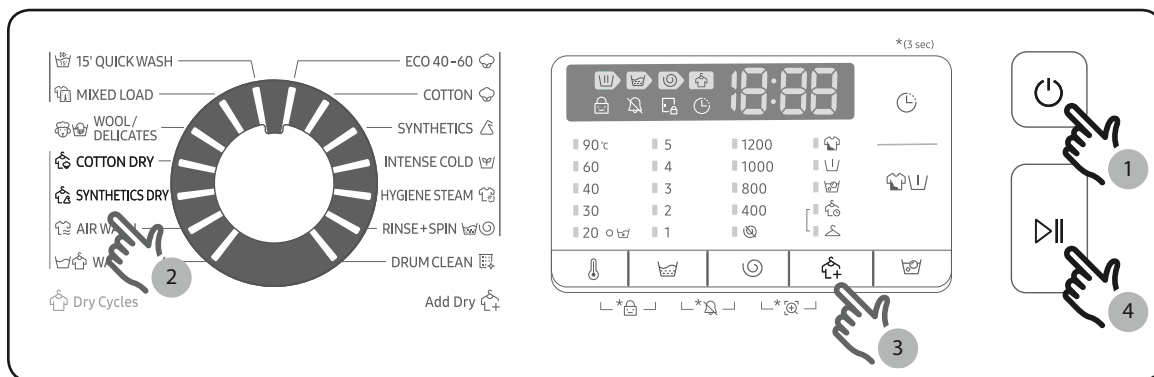 *(3 sec)
15' QUICK WASH
ECO 40-60
MIXED LOAD
COTTON
WOOL/
DELICATES
SYNTHETICS
COTTON DRY
INTENSE COLD
SYNTHETICS DRY
HYGIENE STEAM
AIR
RINSE+SPIN
DRUM CLEAN
Dry Cycles
Add Dry
2
18:88
90℃ 5 1200
60 4 1000
40 3 800
30 2 400
20 1
* * *
3
1
4